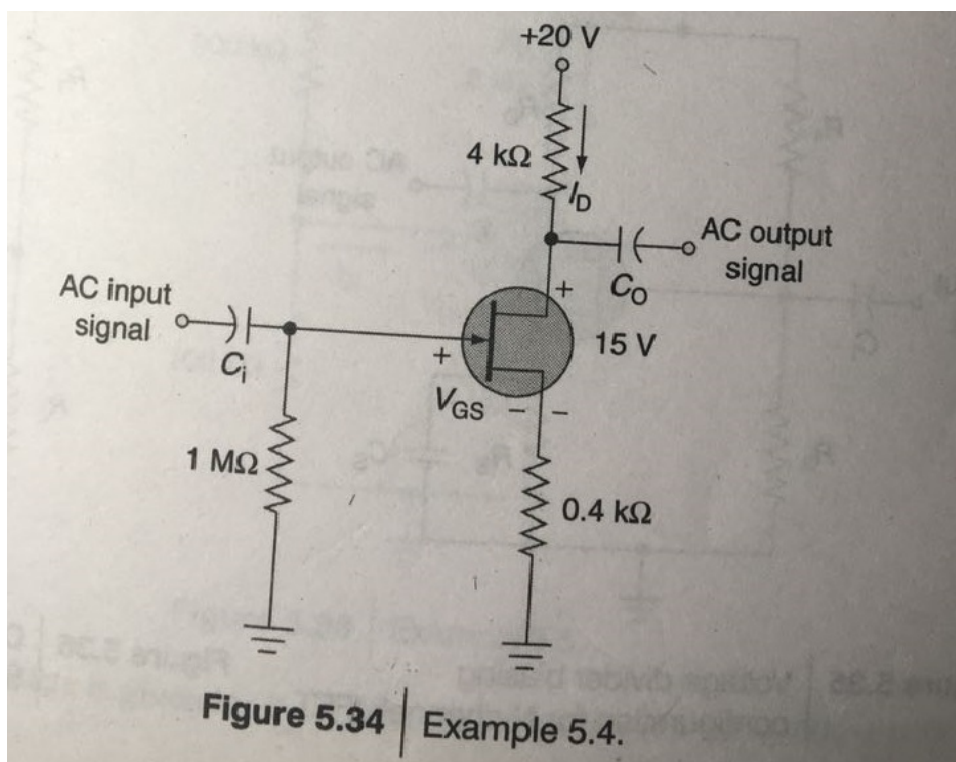 +20 V
4 kΩ
I_D
AC output
signal
C_O
AC input
signal
C_i
+
15 V
+
V_GS
–
–
1 MΩ
0.4 kΩ
Figure 5.34 | Example 5.4.